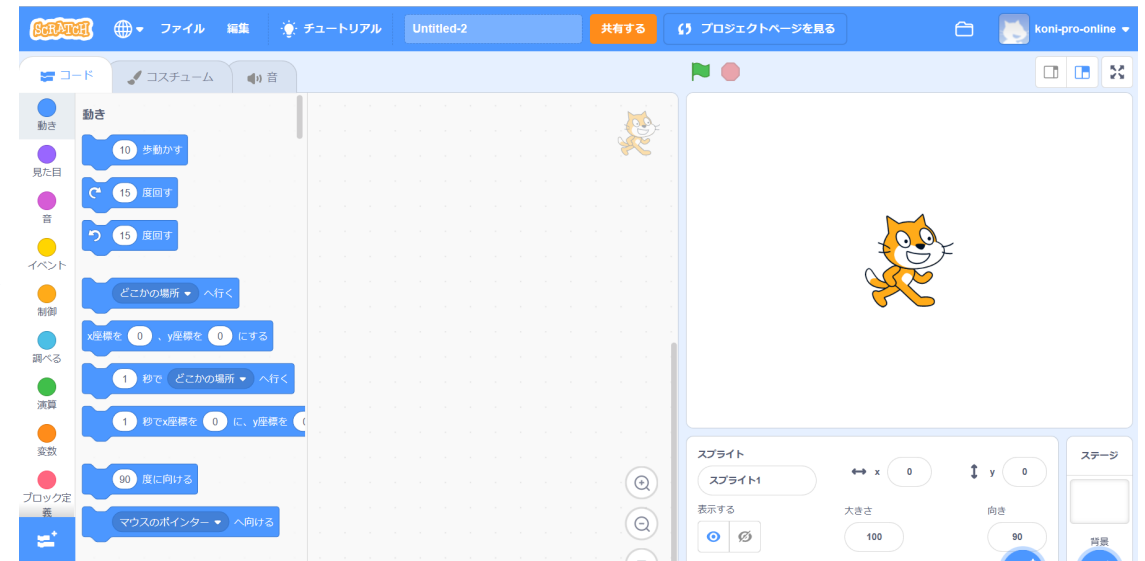 SCRATCH ファイル 編集 チュートリアル Untitled-2 共有する プロジェクトページを見る koni-pro-online
コード コスチューム 音
動き
見た目
音
イベント
制御
調べる
演算
変数
ブロック定
義
動き
10 歩動かす
15 度回す
15 度回す
どこかの場所 へ行く
x座標を 0 、y座標を 0 にする
1 秒で どこかの場所 へ行く
1 秒でx座標を 0 に、y座標を
90 度に向ける
マウスのポインター へ向ける
スプライト
スプライト1
x 0
y 0
表示する
大きさ
100
向き
90
ステージ
背景